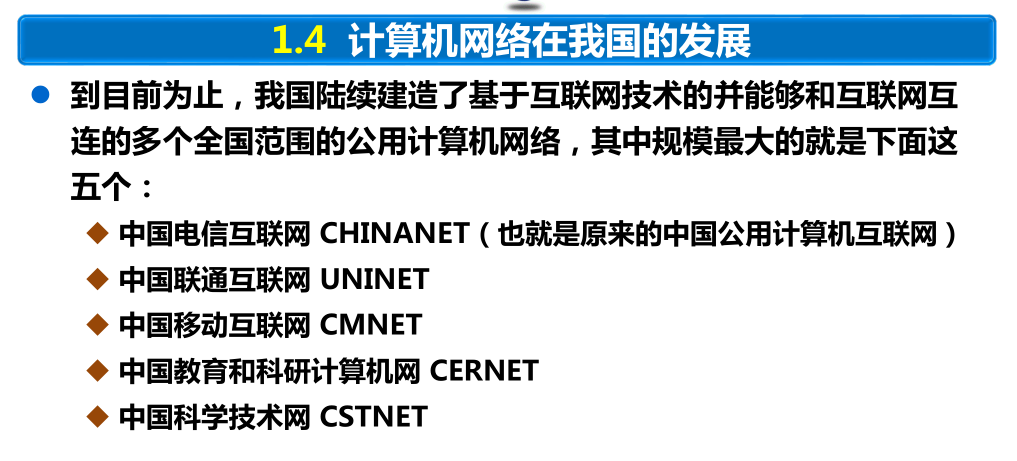 1.4 计算机网络在我国的发展
到目前为止，我国陆续建造了基于互联网技术的并能够和互联网互
连的多个全国范围的公用计算机网络，其中规模最大的就是下面这
五个：
中国电信互联网 CHINANET（也就是原来的中国公用计算机互联网）
中国联通互联网 UNINET
中国移动互联网 CMNET
中国教育和科研计算机网 CERNET
中国科学技术网 CSTNET